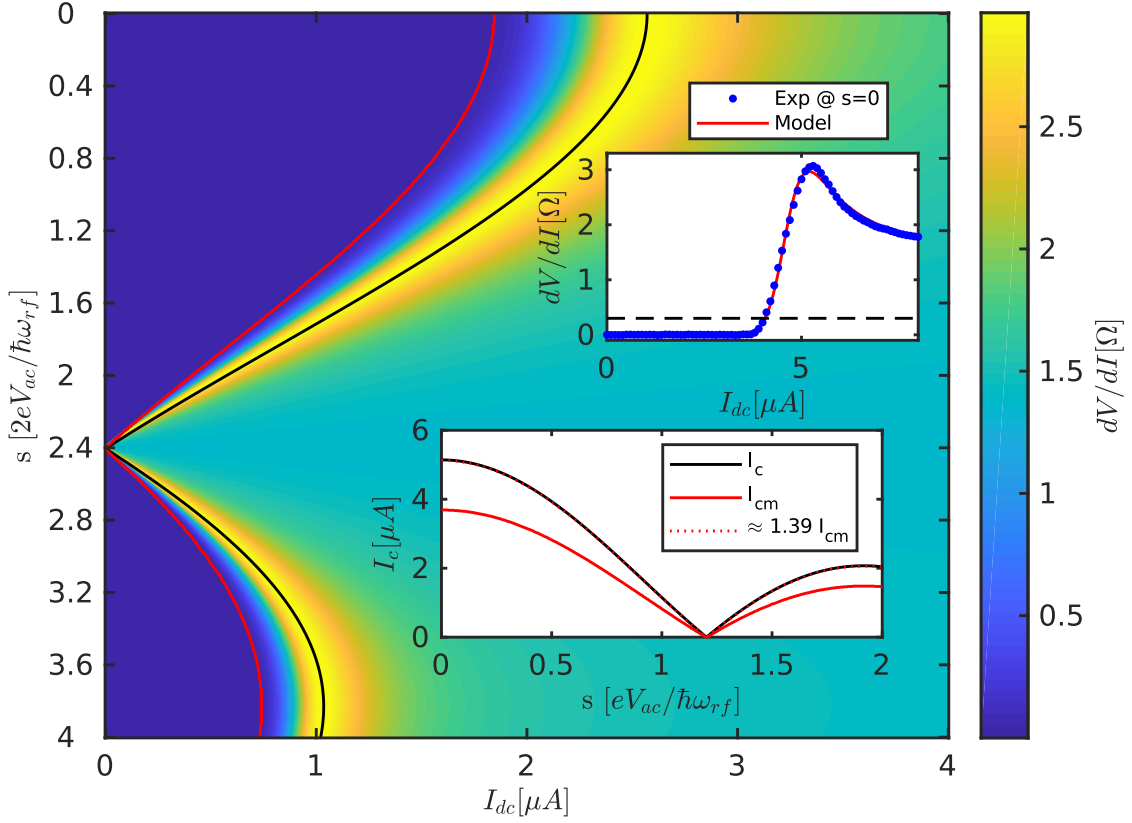 0
0.4
0.8
1.2
1.6
2
2.4
2.8
3.2
3.6
4
s [2eV_ac/ħω_rf]
0 1 2 3 4
I_dc[μA]
Exp @ s=0
Model
3
2
1
0
dV/dI[Ω]
0 5
I_dc[μA]
6
4
2
0
I_c[μA]
I_c
I_cm
≈ 1.39 I_cm
0 0.5 1 1.5 2
s [eV_ac/ħω_rf]
2.5
2
1.5
1
0.5
dV/dI[Ω]